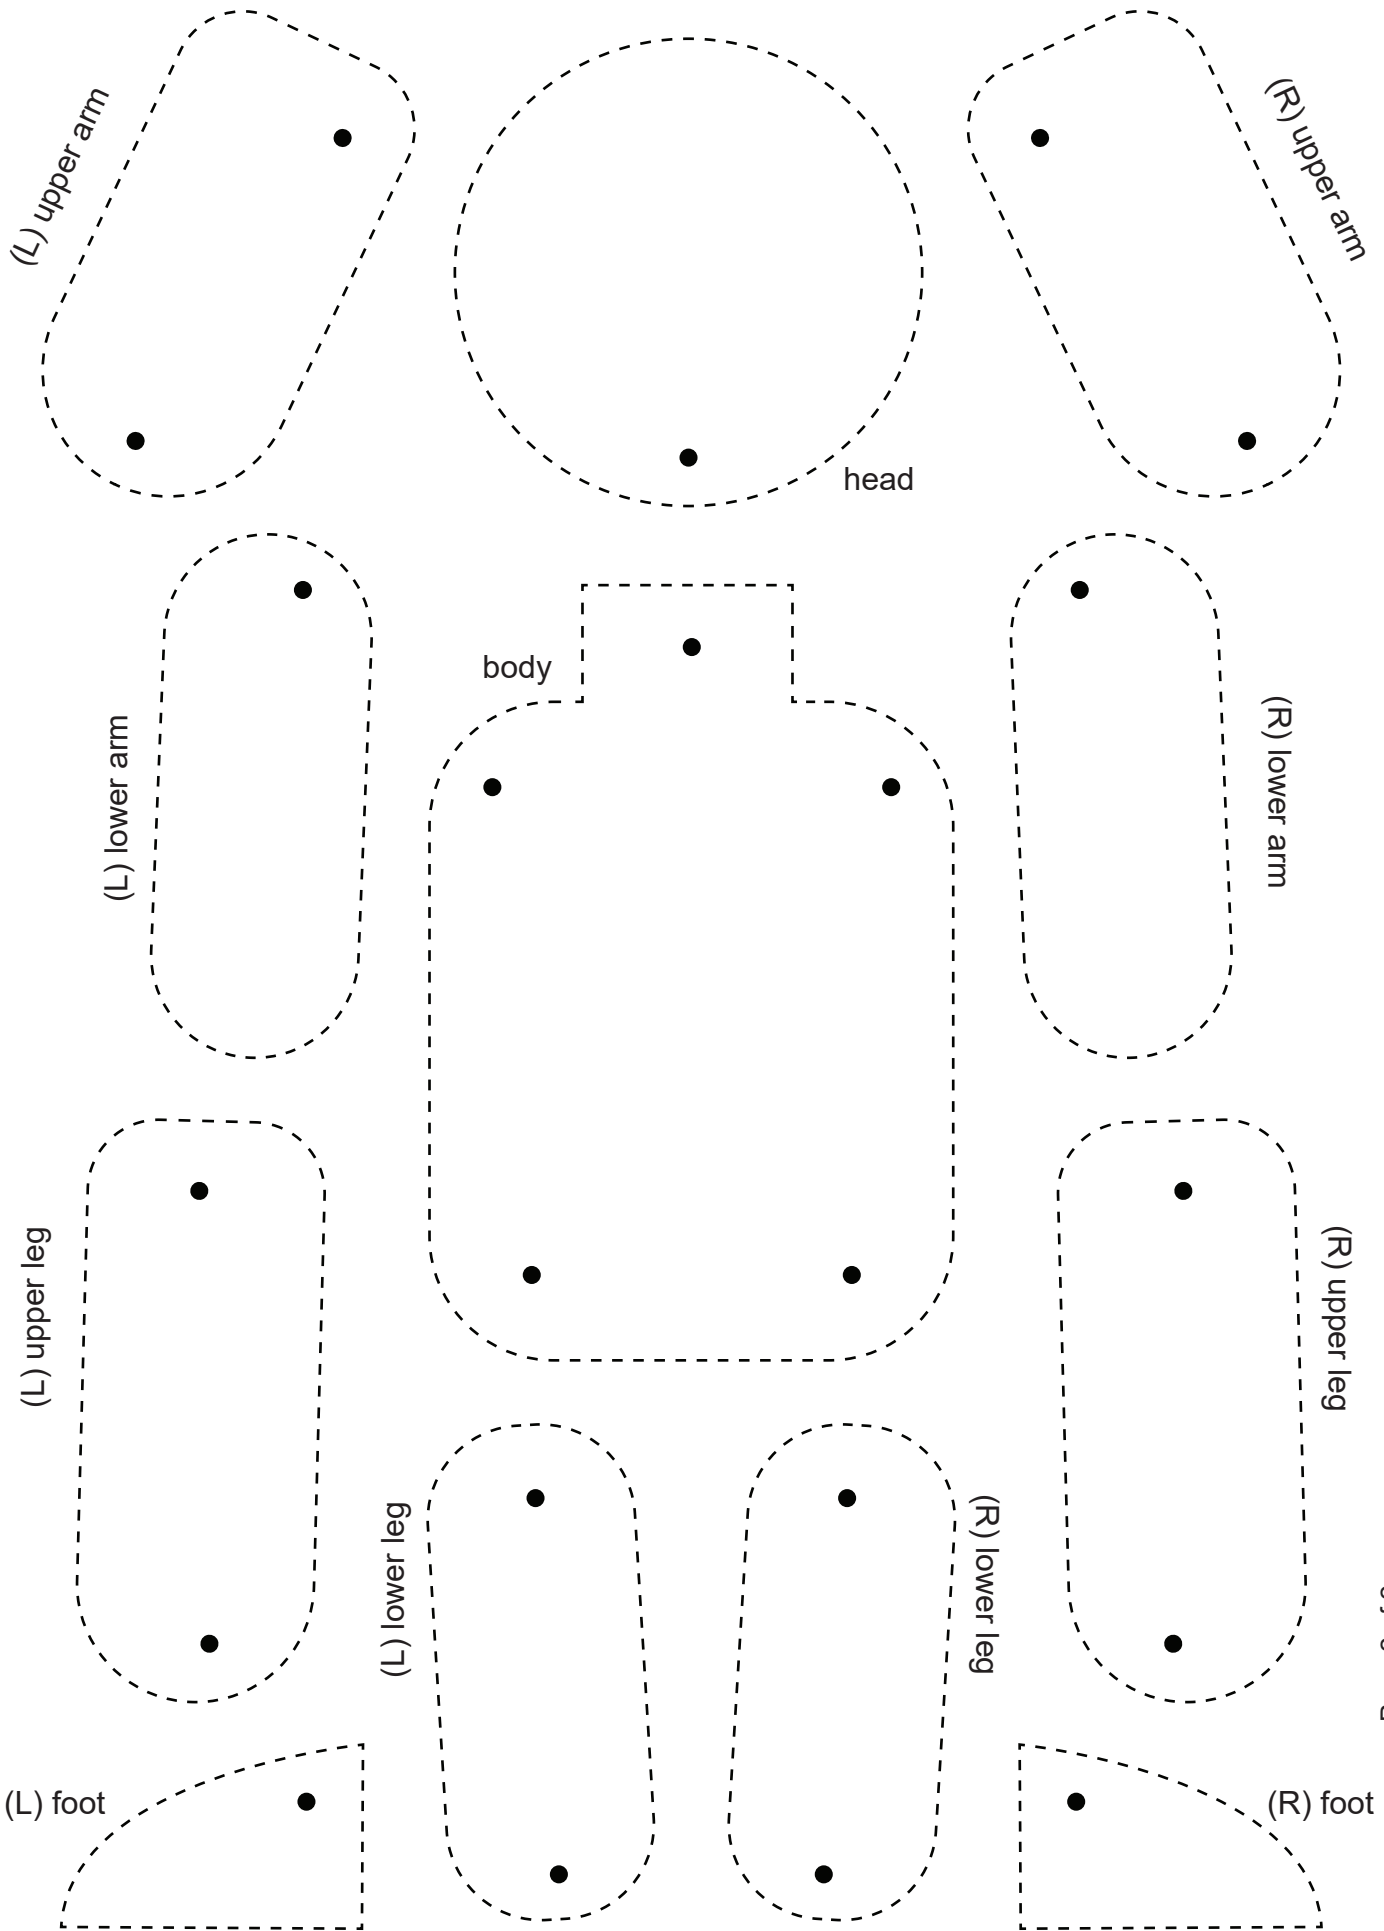 (L) upper arm
(R) upper arm
head
body
(L) lower arm
(R) lower arm
(L) upper leg
(R) upper leg
(L) lower leg
(R) lower leg
(L) foot
(R) foot